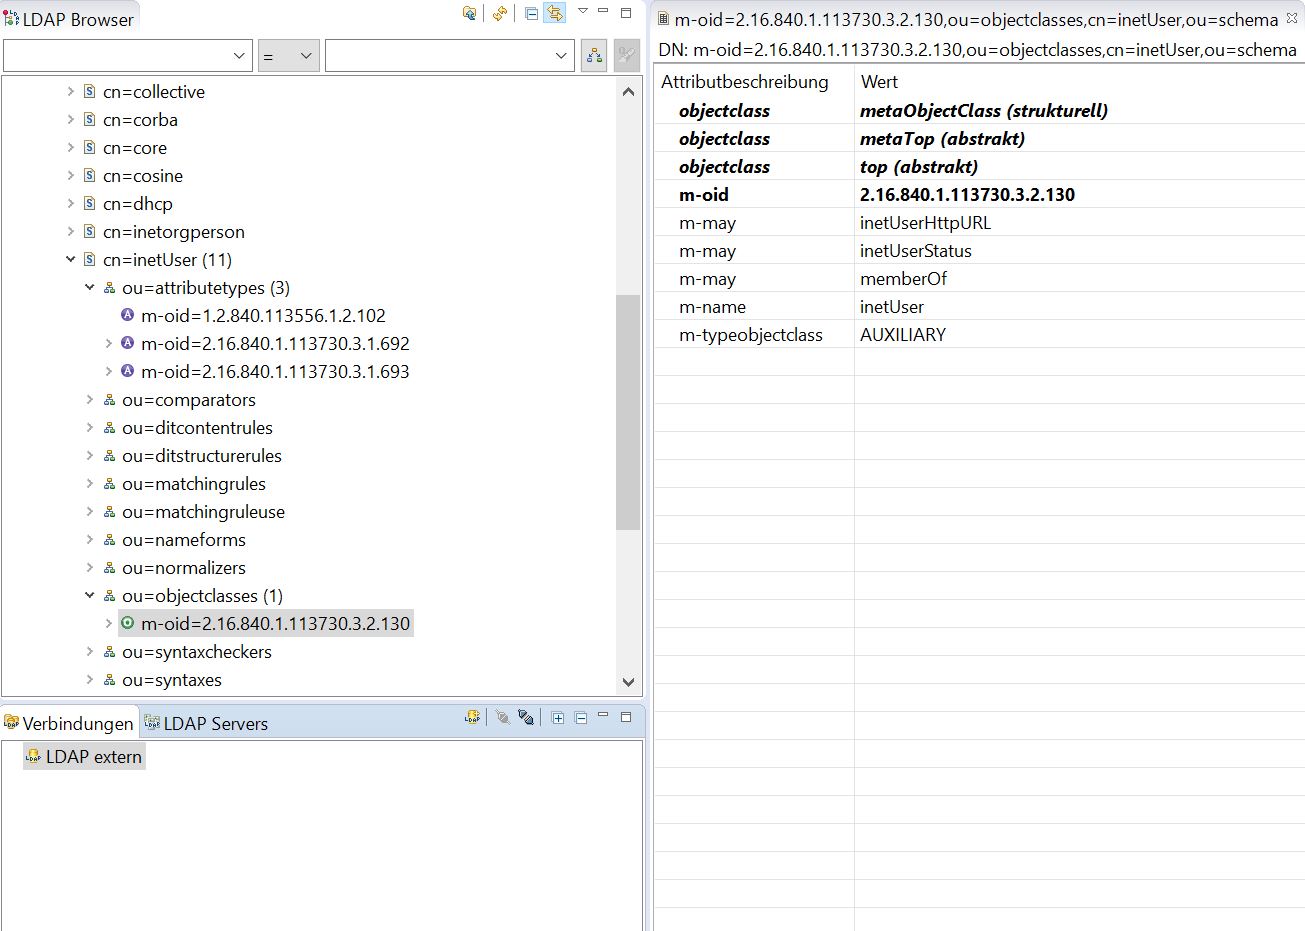 LDAP Browser
=
cn=collective
cn=corba
cn=core
cn=cosine
cn=dhcp
cn=inetorgperson
cn=inetUser (11)
ou=attributetypes (3)
m-oid=1.2.840.113556.1.2.102
m-oid=2.16.840.1.113730.3.1.692
m-oid=2.16.840.1.113730.3.1.693
ou=comparators
ou=ditcontentrules
ou=ditstructurerules
ou=matchingrules
ou=matchingruleuse
ou=nameforms
ou=normalizers
ou=objectclasses (1)
m-oid=2.16.840.1.113730.3.2.130
ou=syntaxcheckers
ou=syntaxes
Verbindungen LDAP Servers
LDAP extern
m-oid=2.16.840.1.113730.3.2.130,ou=objectclasses,cn=inetUser,ou=schema
DN: m-oid=2.16.840.1.113730.3.2.130,ou=objectclasses,cn=inetUser,ou=schema
Attributbeschreibung Wert
objectclass metaObjectClass (strukturell)
objectclass metaTop (abstrakt)
objectclass top (abstrakt)
m-oid 2.16.840.1.113730.3.2.130
m-may inetUserHttpURL
m-may inetUserStatus
m-may memberOf
m-name inetUser
m-typeobjectclass AUXILIARY